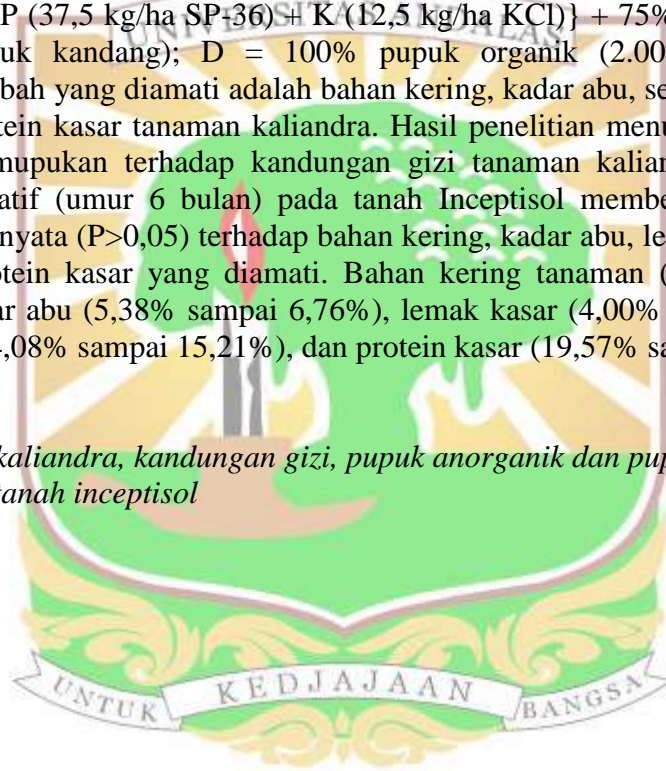 P (37,5 kg/ha SP-36) + K (12,5 kg/ha KCl)} + 75%
uk kandang); D = 100% pupuk organik (2.00
bah yang diamati adalah bahan kering, kadar abu, se
tein kasar tanaman kaliandra. Hasil penelitian menu
mupukan terhadap kandungan gizi tanaman kalian
atif (umur 6 bulan) pada tanah Inceptisol membe
nyata (P>0,05) terhadap bahan kering, kadar abu, le
otein kasar yang diamati. Bahan kering tanaman (
ar abu (5,38% sampai 6,76%), lemak kasar (4,00%
,08% sampai 15,21%), dan protein kasar (19,57% sa
kaliandra, kandungan gizi, pupuk anorganik dan pup
tanah inceptisol
UNTUK KEDJAJAAN BANGSA